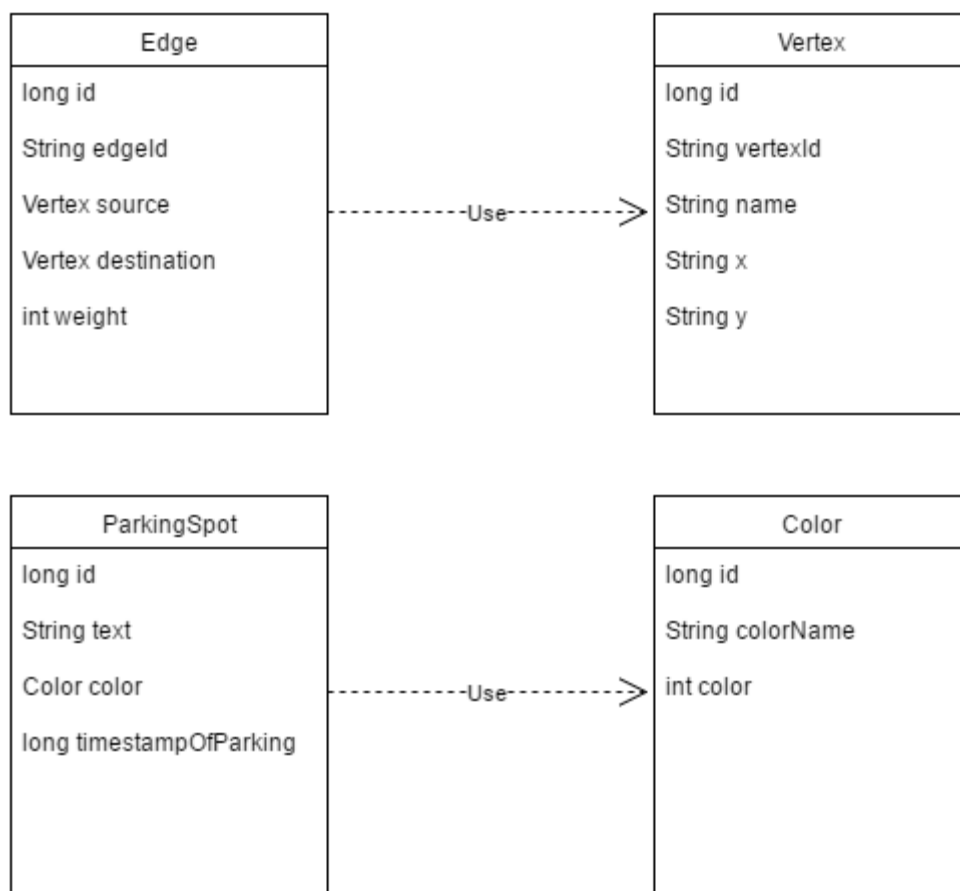 Edge
long id
String edgeId
Vertex source
Vertex destination
int weight
Use
Vertex
long id
String vertexId
String name
String x
String y
ParkingSpot
long id
String text
Color color
long timestampOfParking
Use
Color
long id
String colorName
int color